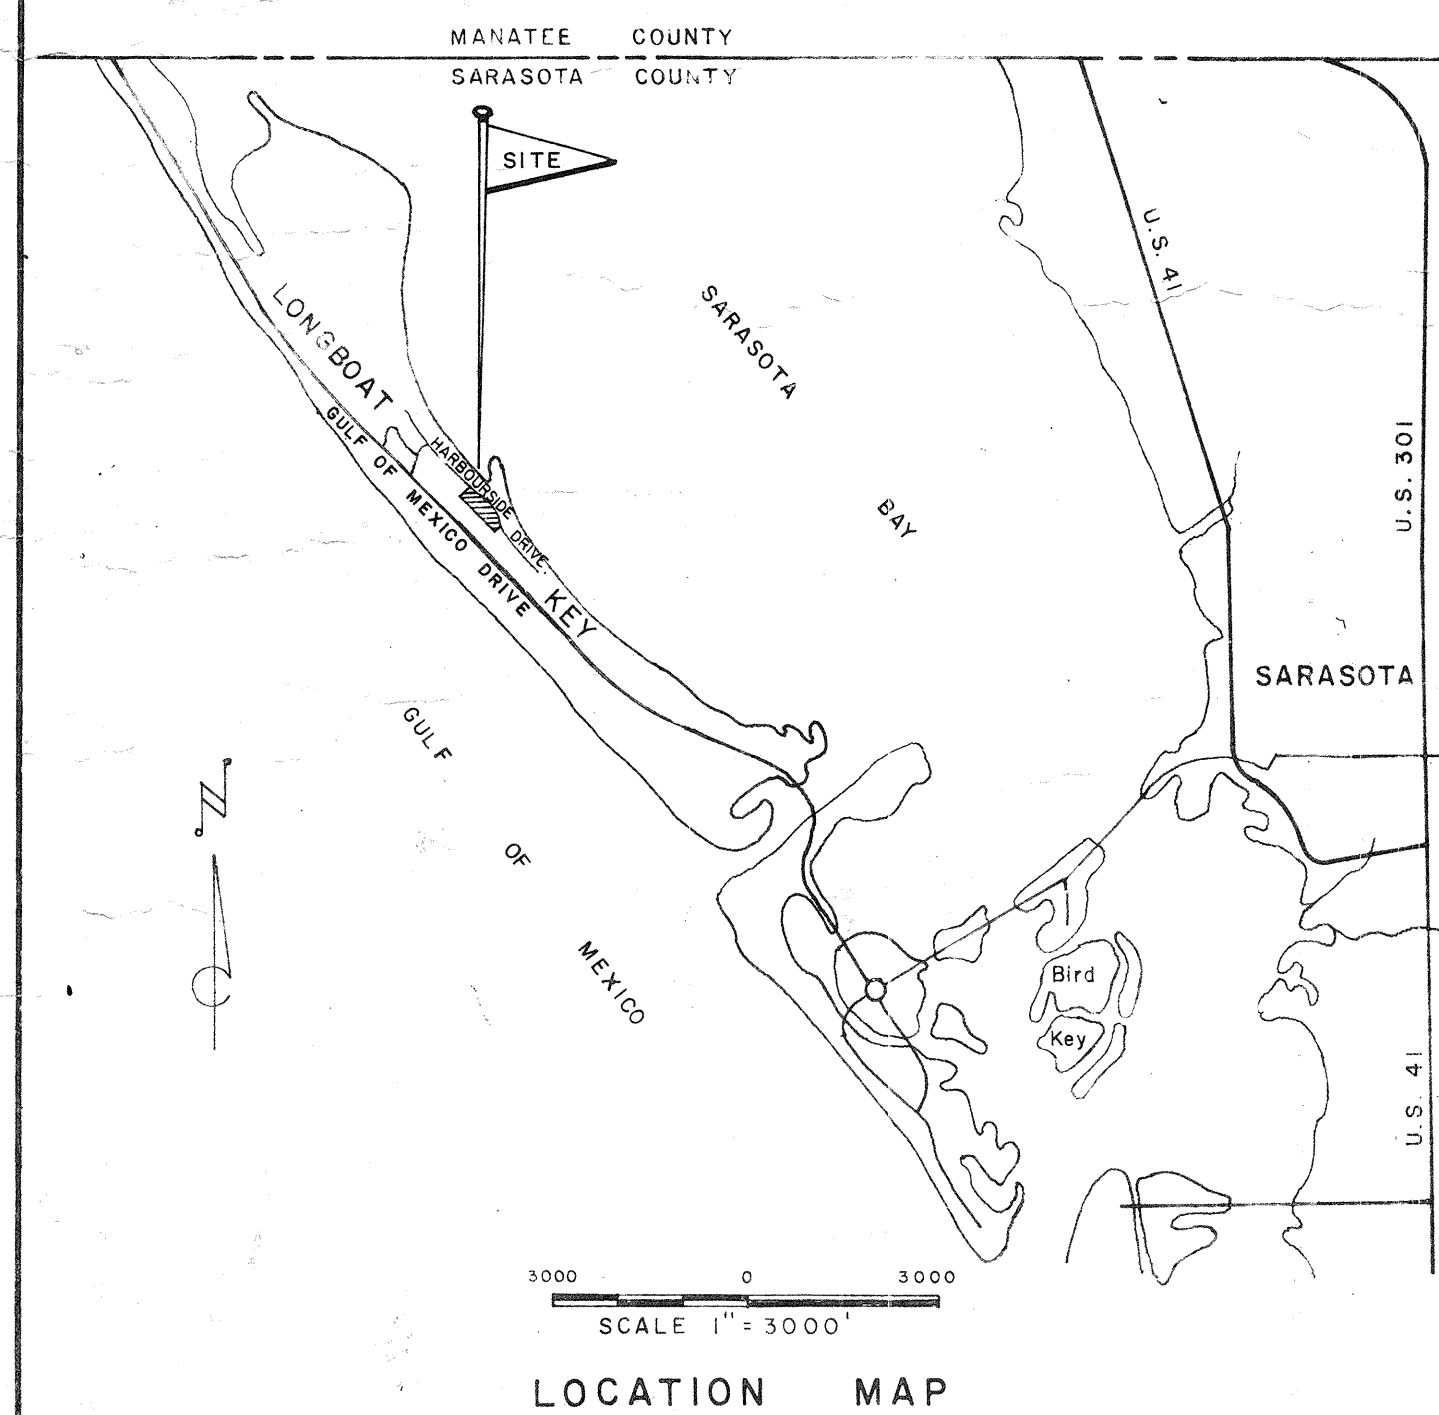 MANATEE COUNTY
SARASOTA COUNTY
SITE
U.S. 41
LONGBOAT
SARASOTA
GULF OF MEXICO DRIVE
HARBOURSIDE DRIVE
U.S. 301
BAY
KEY
SARASOTA
GULF
OF
MEXICO
N
Bird
Key
U.S. 41
3000 0 3000
SCALE 1"=3000'
LOCATION MAP